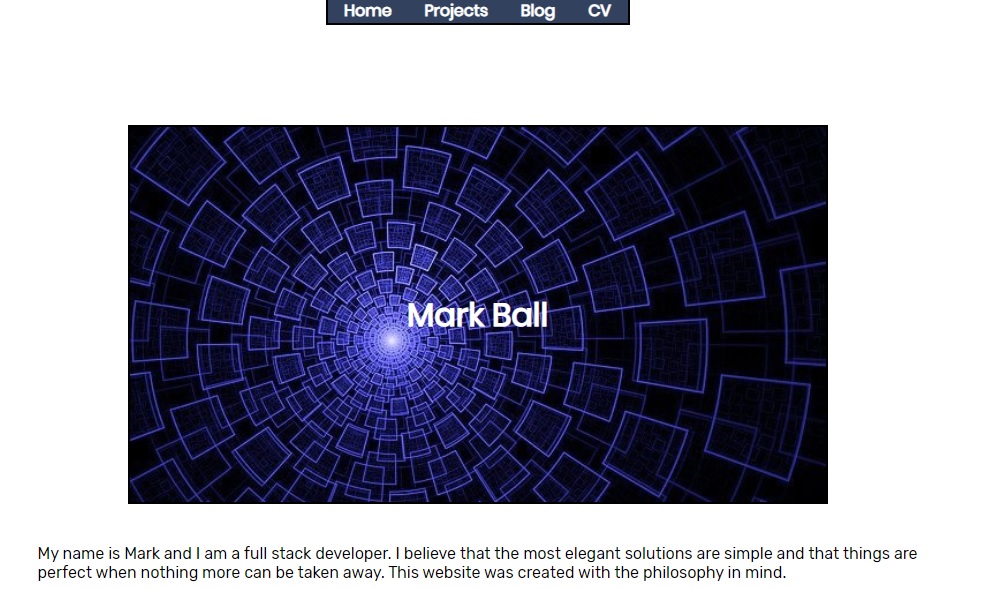 Home Projects Blog CV
Mark Ball
My name is Mark and I am a full stack developer. I believe that the most elegant solutions are simple and that things are
perfect when nothing more can be taken away. This website was created with the philosophy in mind.